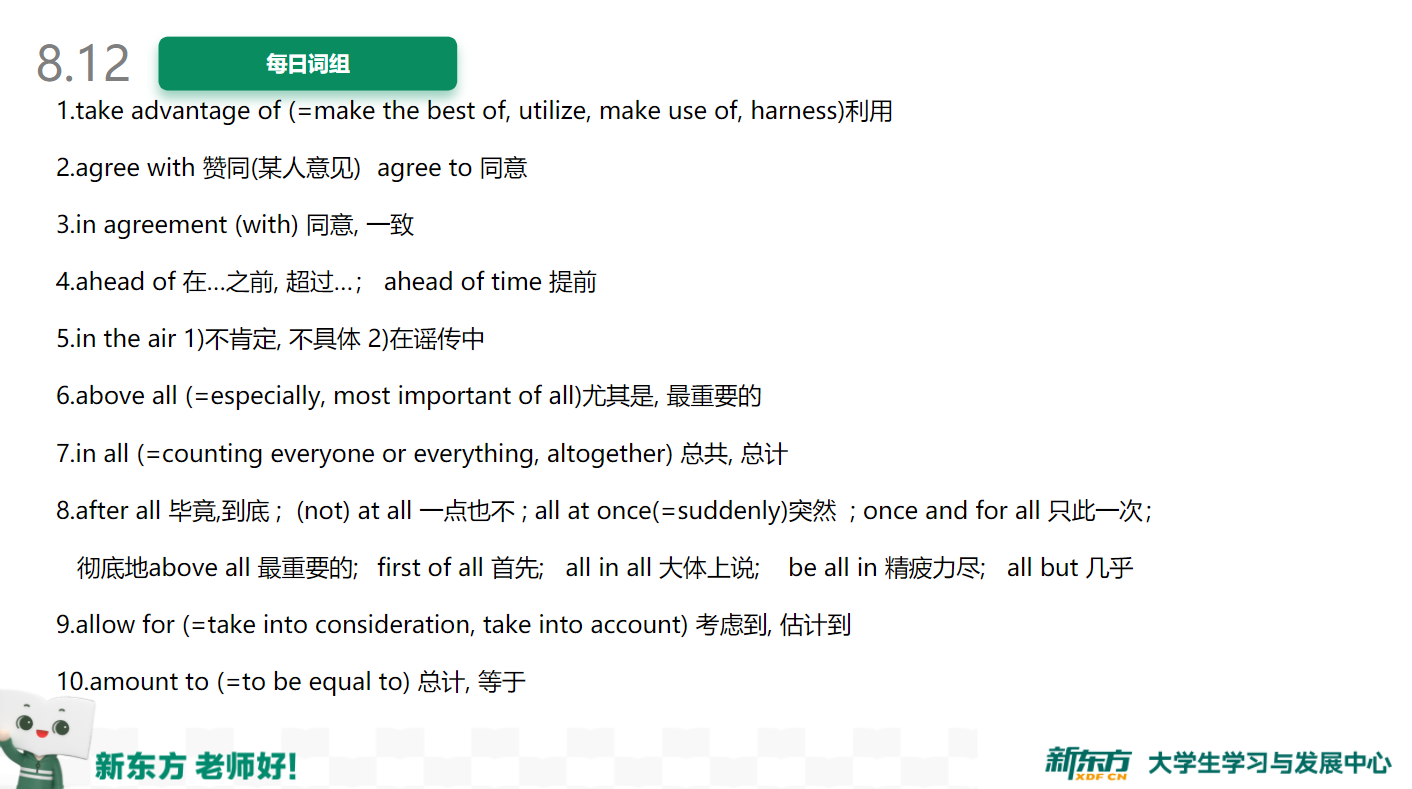 8.12
每日词组
1.take advantage of (=make the best of, utilize, make use of, harness)利用
2.agree with 赞同(某人意见)  agree to 同意
3.in agreement (with) 同意, 一致
4.ahead of 在…之前, 超过…;  ahead of time 提前
5.in the air 1)不肯定, 不具体 2)在谣传中
6.above all (=especially, most important of all)尤其是, 最重要的
7.in all (=counting everyone or everything, altogether) 总共, 总计
8.after all 毕竟,到底 ;  (not) at all 一点也不 ; all at once(=suddenly)突然  ; once and for all 只此一次;
彻底地above all 最重要的;  first of all 首先;  all in all 大体上说;  be all in 精疲力尽;  all but 几乎
9.allow for (=take into consideration, take into account) 考虑到, 估计到
10.amount to (=to be equal to) 总计, 等于
新东方 老师好!
新东方 XDF.CN 大学生学习与发展中心